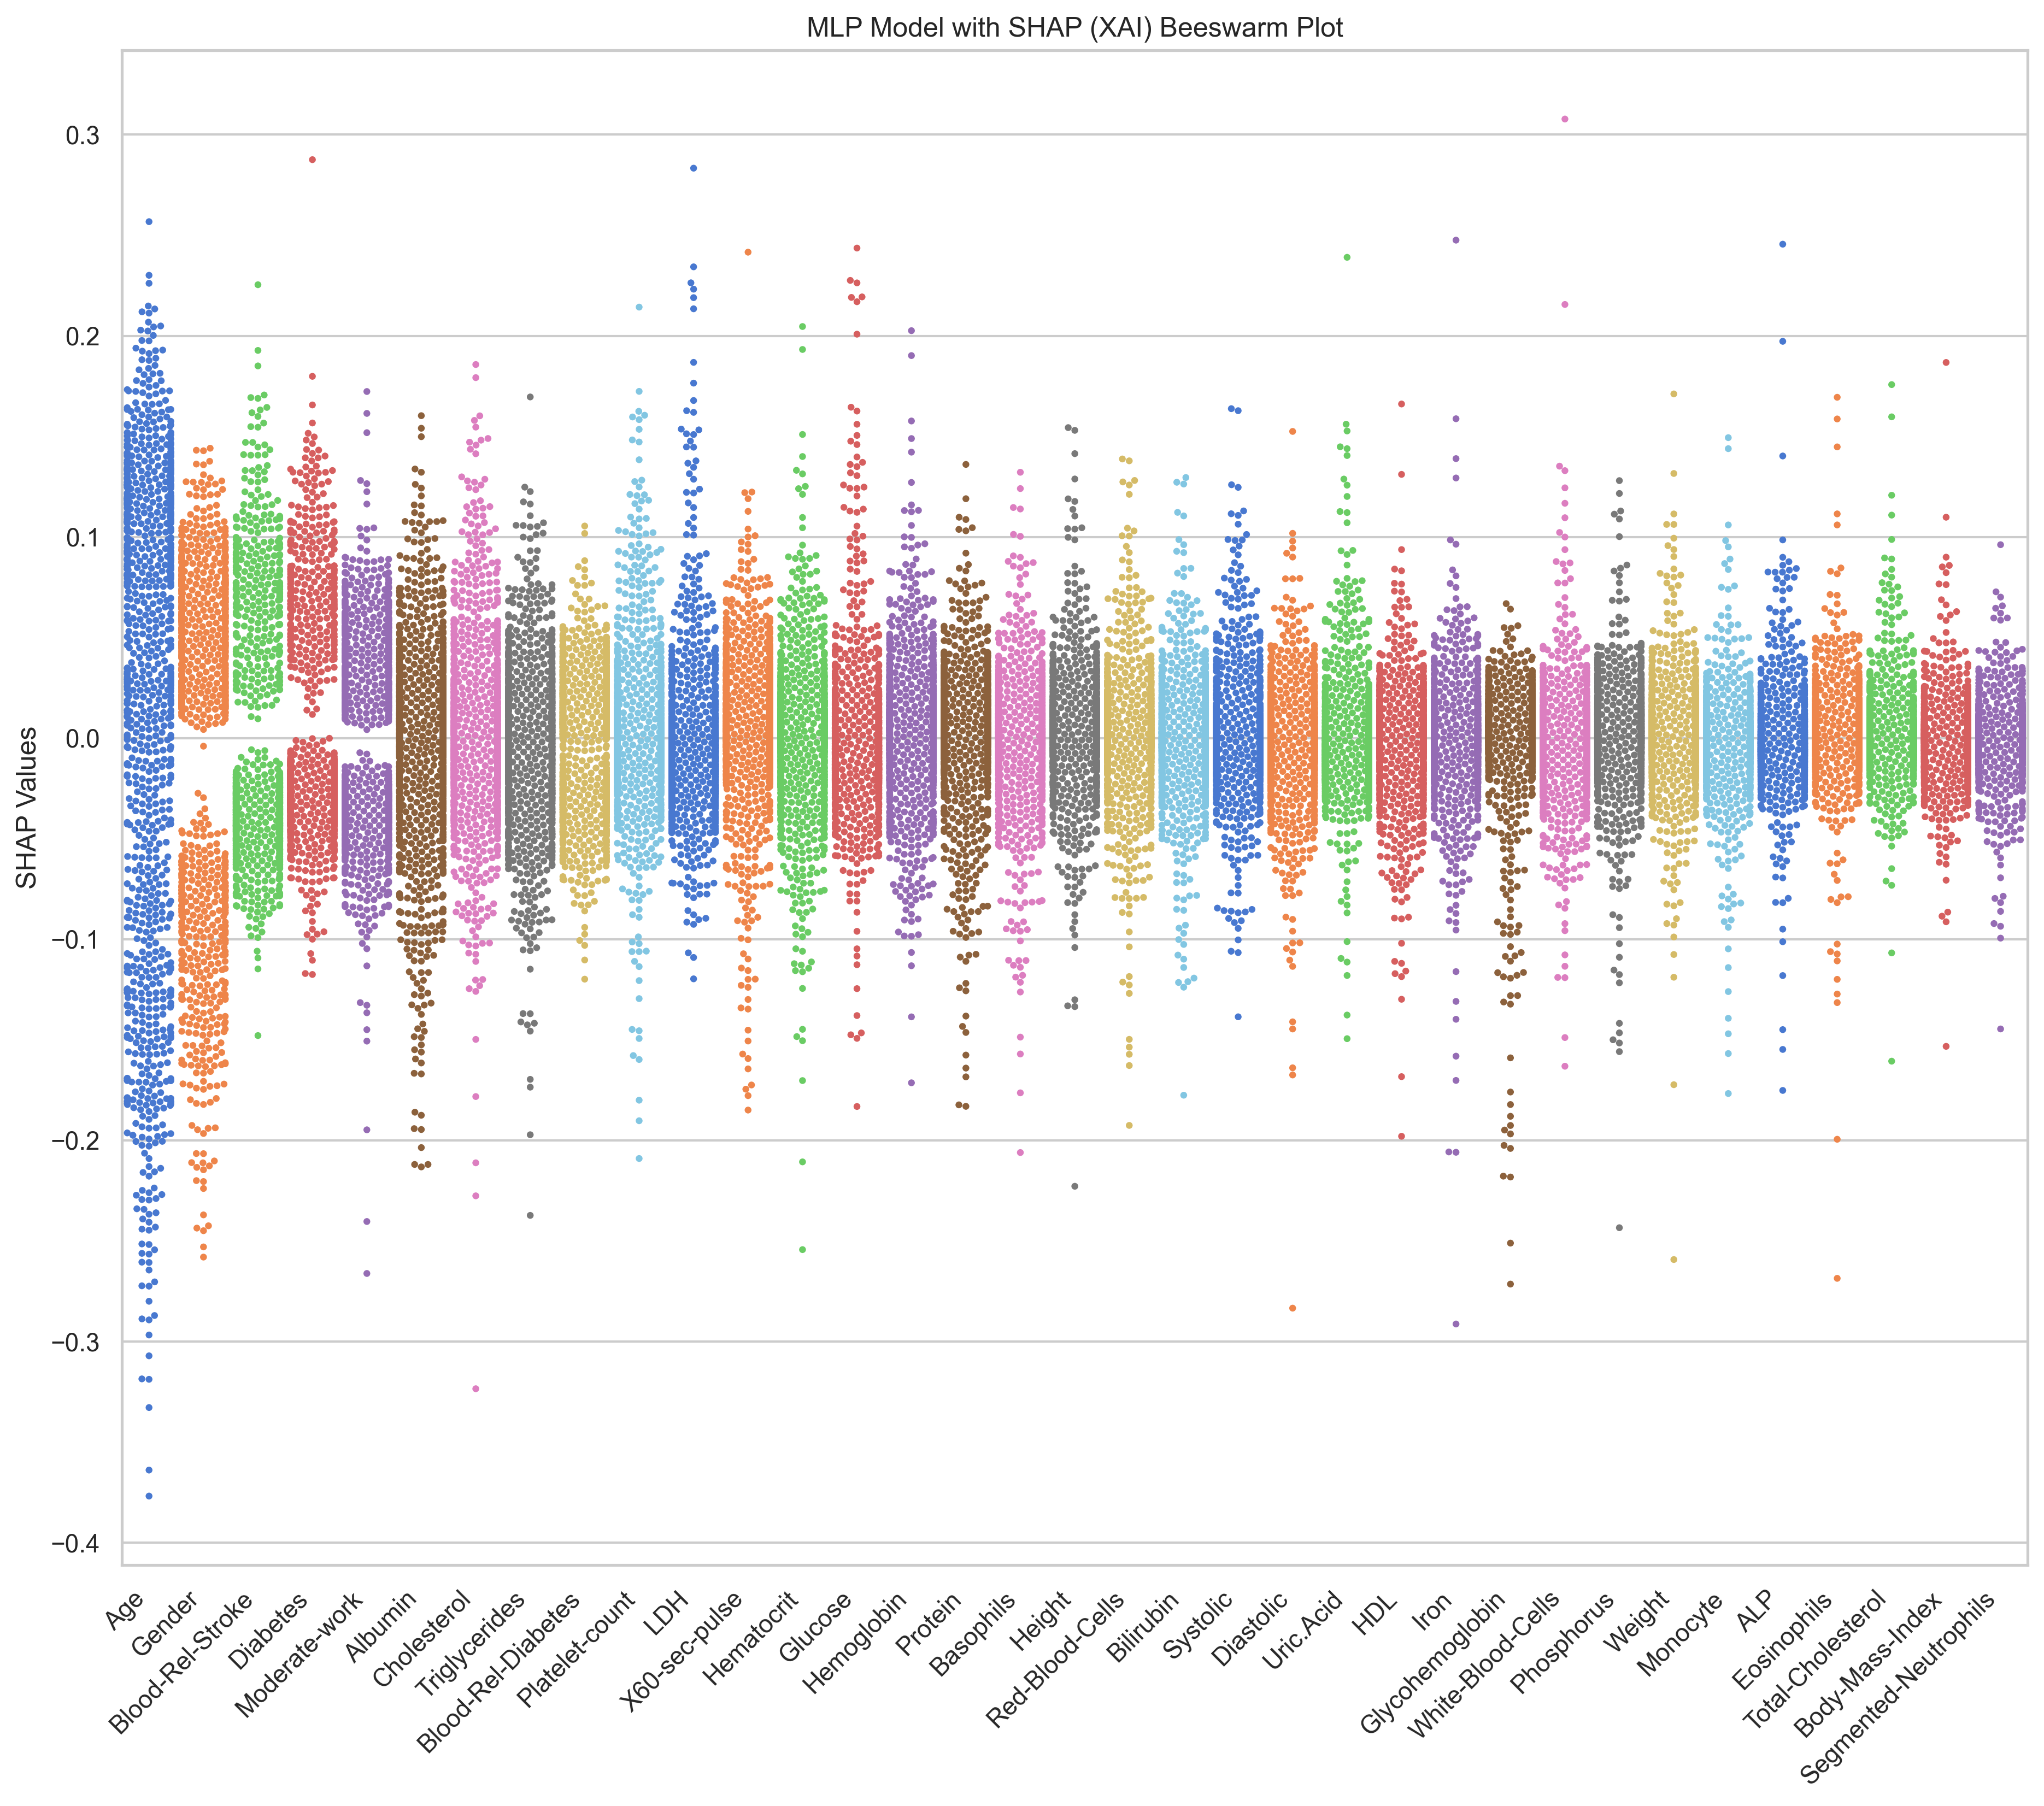 MLP Model with SHAP (XAI) Beeswarm Plot
SHAP Values
0.3
0.2
0.1
0.0
−0.1
−0.2
−0.3
−0.4
Age
Gender
Blood-Rel-Stroke
Diabetes
Moderate-work
Albumin
Cholesterol
Triglycerides
Blood-Rel-Diabetes
Platelet-count
LDH
X60-sec-pulse
Hematocrit
Glucose
Hemoglobin
Protein
Basophils
Height
Red-Blood-Cells
Bilirubin
Systolic
Diastolic
Uric.Acid
HDL
Iron
Glycohemoglobin
White-Blood-Cells
Phosphorus
Weight
Monocyte
ALP
Eosinophils
Total-Cholesterol
Body-Mass-Index
Segmented-Neutrophils